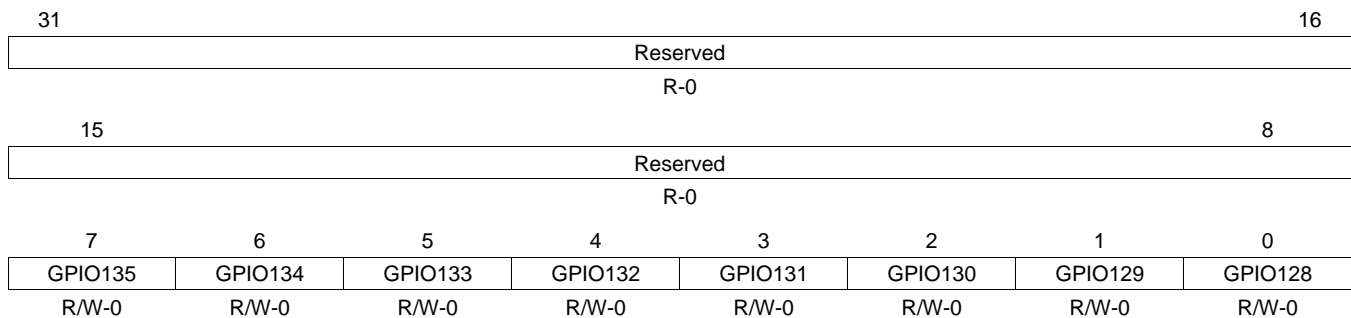 31 16
Reserved
R-0
15 8
Reserved
R-0
7 6 5 4 3 2 1 0
GPIO135 GPIO134 GPIO133 GPIO132 GPIO131 GPIO130 GPIO129 GPIO128
R/W-0 R/W-0 R/W-0 R/W-0 R/W-0 R/W-0 R/W-0 R/W-0